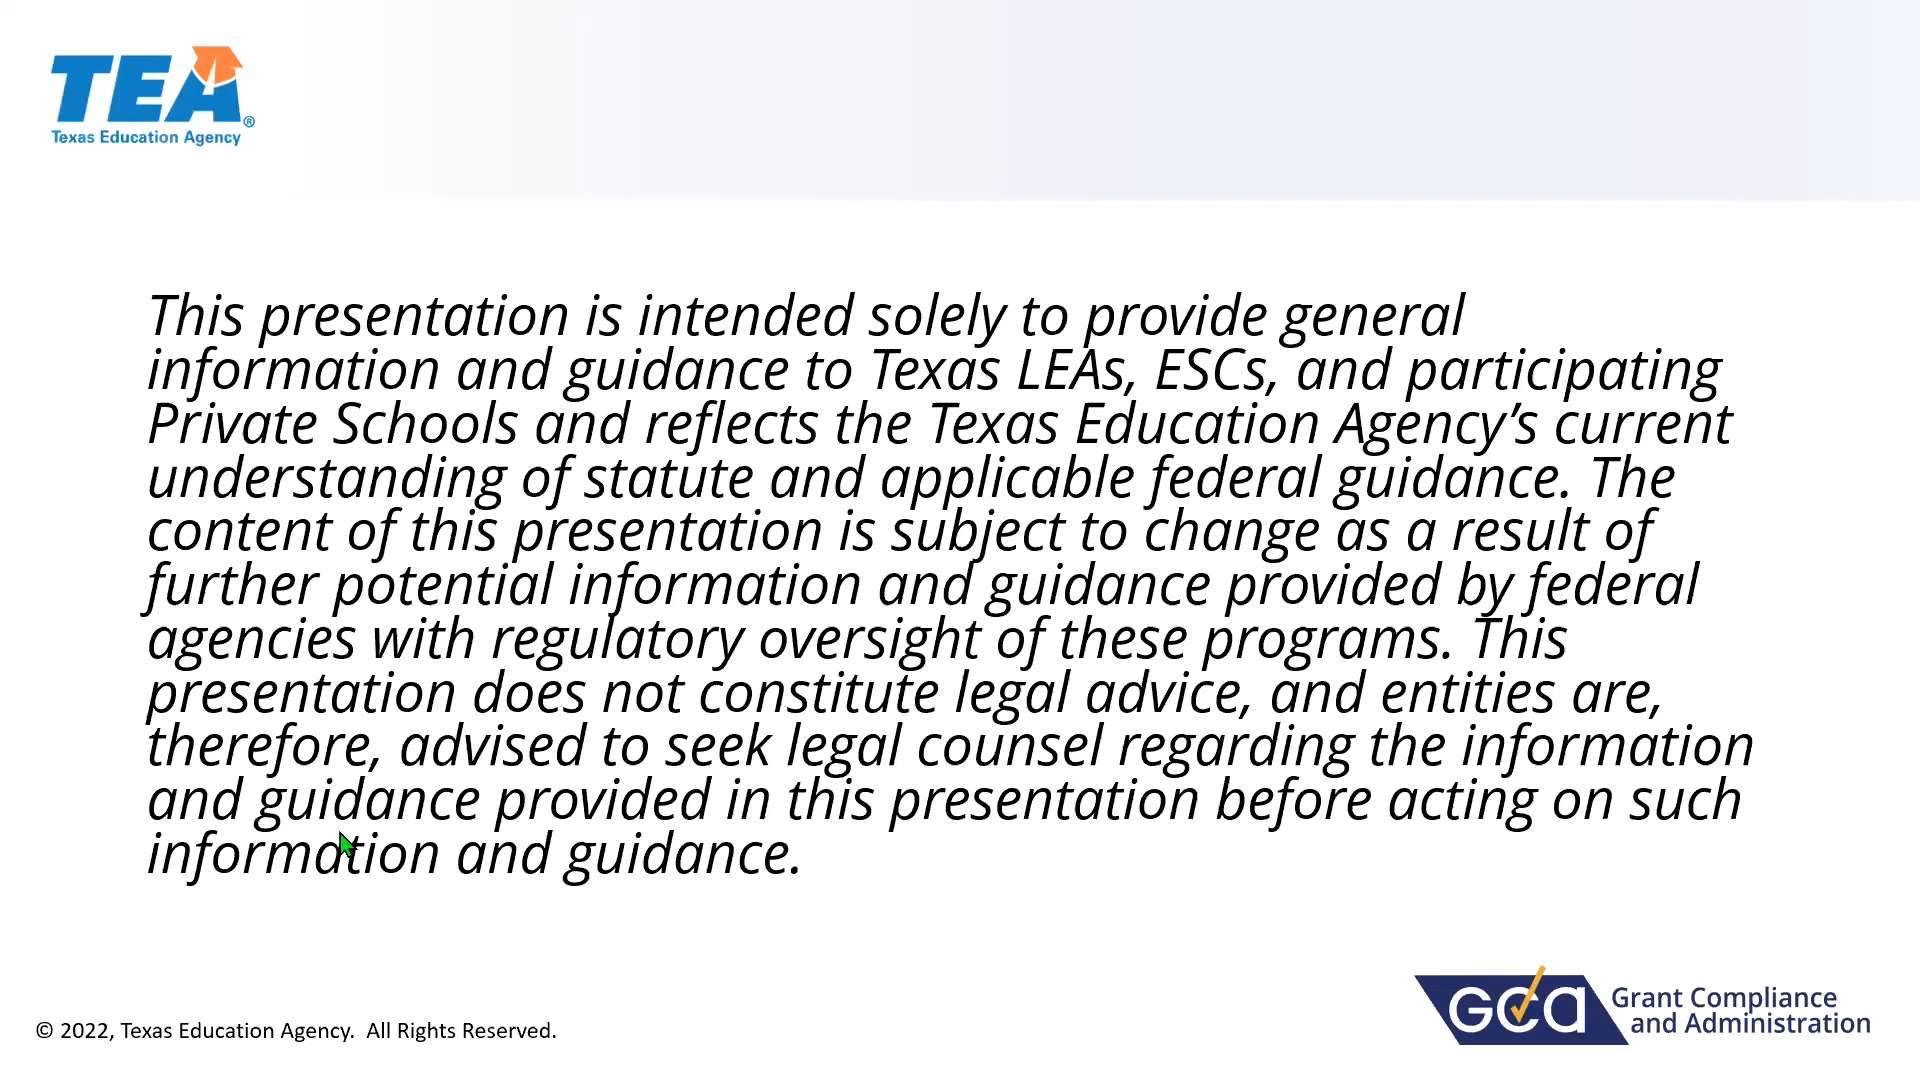 TEA®
Texas Education Agency
This presentation is intended solely to provide general
information and guidance to Texas LEAs, ESCs, and participating
Private Schools and reflects the Texas Education Agency’s current
understanding of statute and applicable federal guidance. The
content of this presentation is subject to change as a result of
further potential information and guidance provided by federal
agencies with regulatory oversight of these programs. This
presentation does not constitute legal advice, and entities are,
therefore, advised to seek legal counsel regarding the information
and guidance provided in this presentation before acting on such
information and guidance.
© 2022, Texas Education Agency.  All Rights Reserved.
gca
Grant Compliance
and Administration